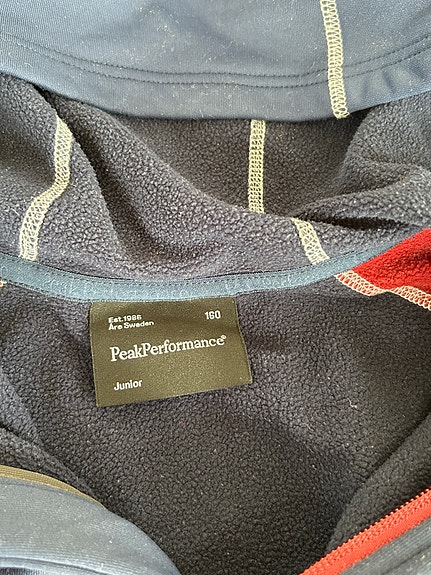 Est.1986 160
Åre Sweden
PeakPerformance®
Junior